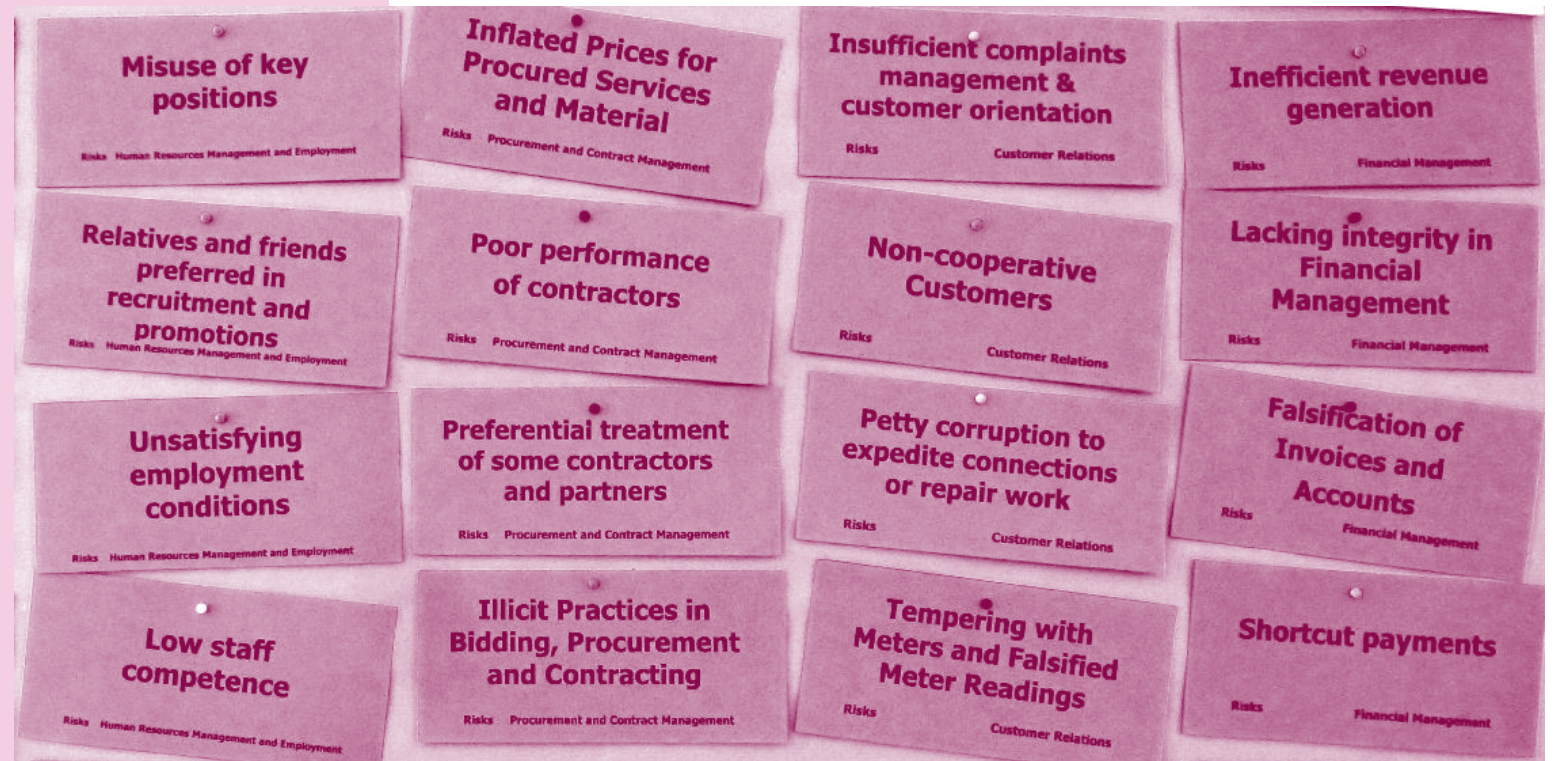 Misuse of key
positions
Risks Human Resources Management and Employment
Inflated Prices for
Procured Services
and Material
Risks Procurement and Contract Management
Insufficient complaints
management &
customer orientation
Risks Customer Relations
Inefficient revenue
generation
Risks Financial Management
Relatives and friends
preferred in
recruitment and
promotions
Risks Human Resources Management and Employment
Poor performance
of contractors
Risks Procurement and Contract Management
Non-cooperative
Customers
Risks Customer Relations
Lacking integrity in
Financial
Management
Risks Financial Management
Unsatisfying
employment
conditions
Risks Human Resources Management and Employment
Preferential treatment
of some contractors
and partners
Risks Procurement and Contract Management
Petty corruption to
expedite connections
or repair work
Risks Customer Relations
Falsification of
Invoices and
Accounts
Risks Financial Management
Low staff
competence
Risks Human Resources Management and Employment
Illicit Practices in
Bidding, Procurement
and Contracting
Risks Procurement and Contract Management
Tempering with
Meters and Falsified
Meter Readings
Risks Customer Relations
Shortcut payments
Risks Financial Management